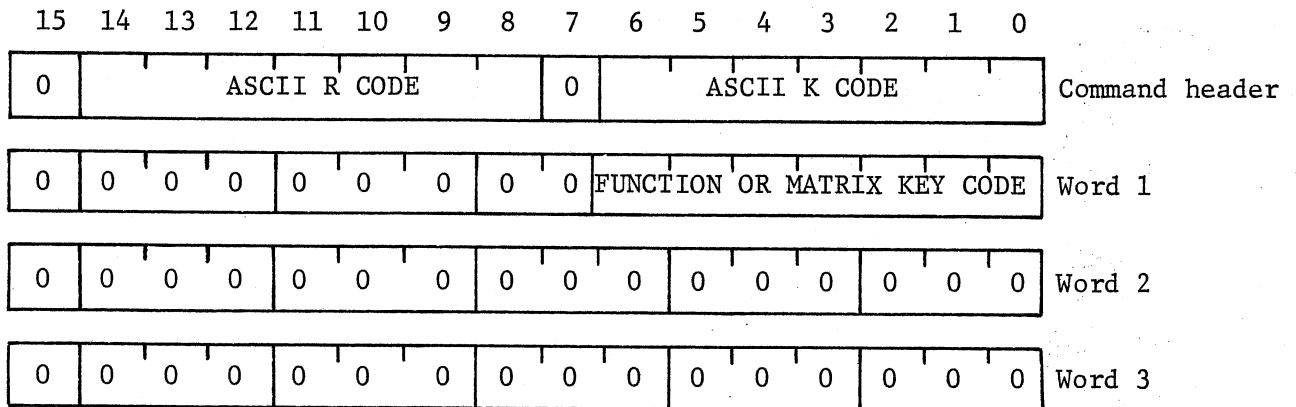 15 14 13 12 11 10 9 8 7 6 5 4 3 2 1 0
0 ASCII R CODE 0 ASCII K CODE Command header
0 0 0 0 0 0 0 0 0 FUNCTION OR MATRIX KEY CODE Word 1
0 0 0 0 0 0 0 0 0 0 0 0 0 0 0 0 Word 2
0 0 0 0 0 0 0 0 0 0 0 0 0 0 0 0 Word 3